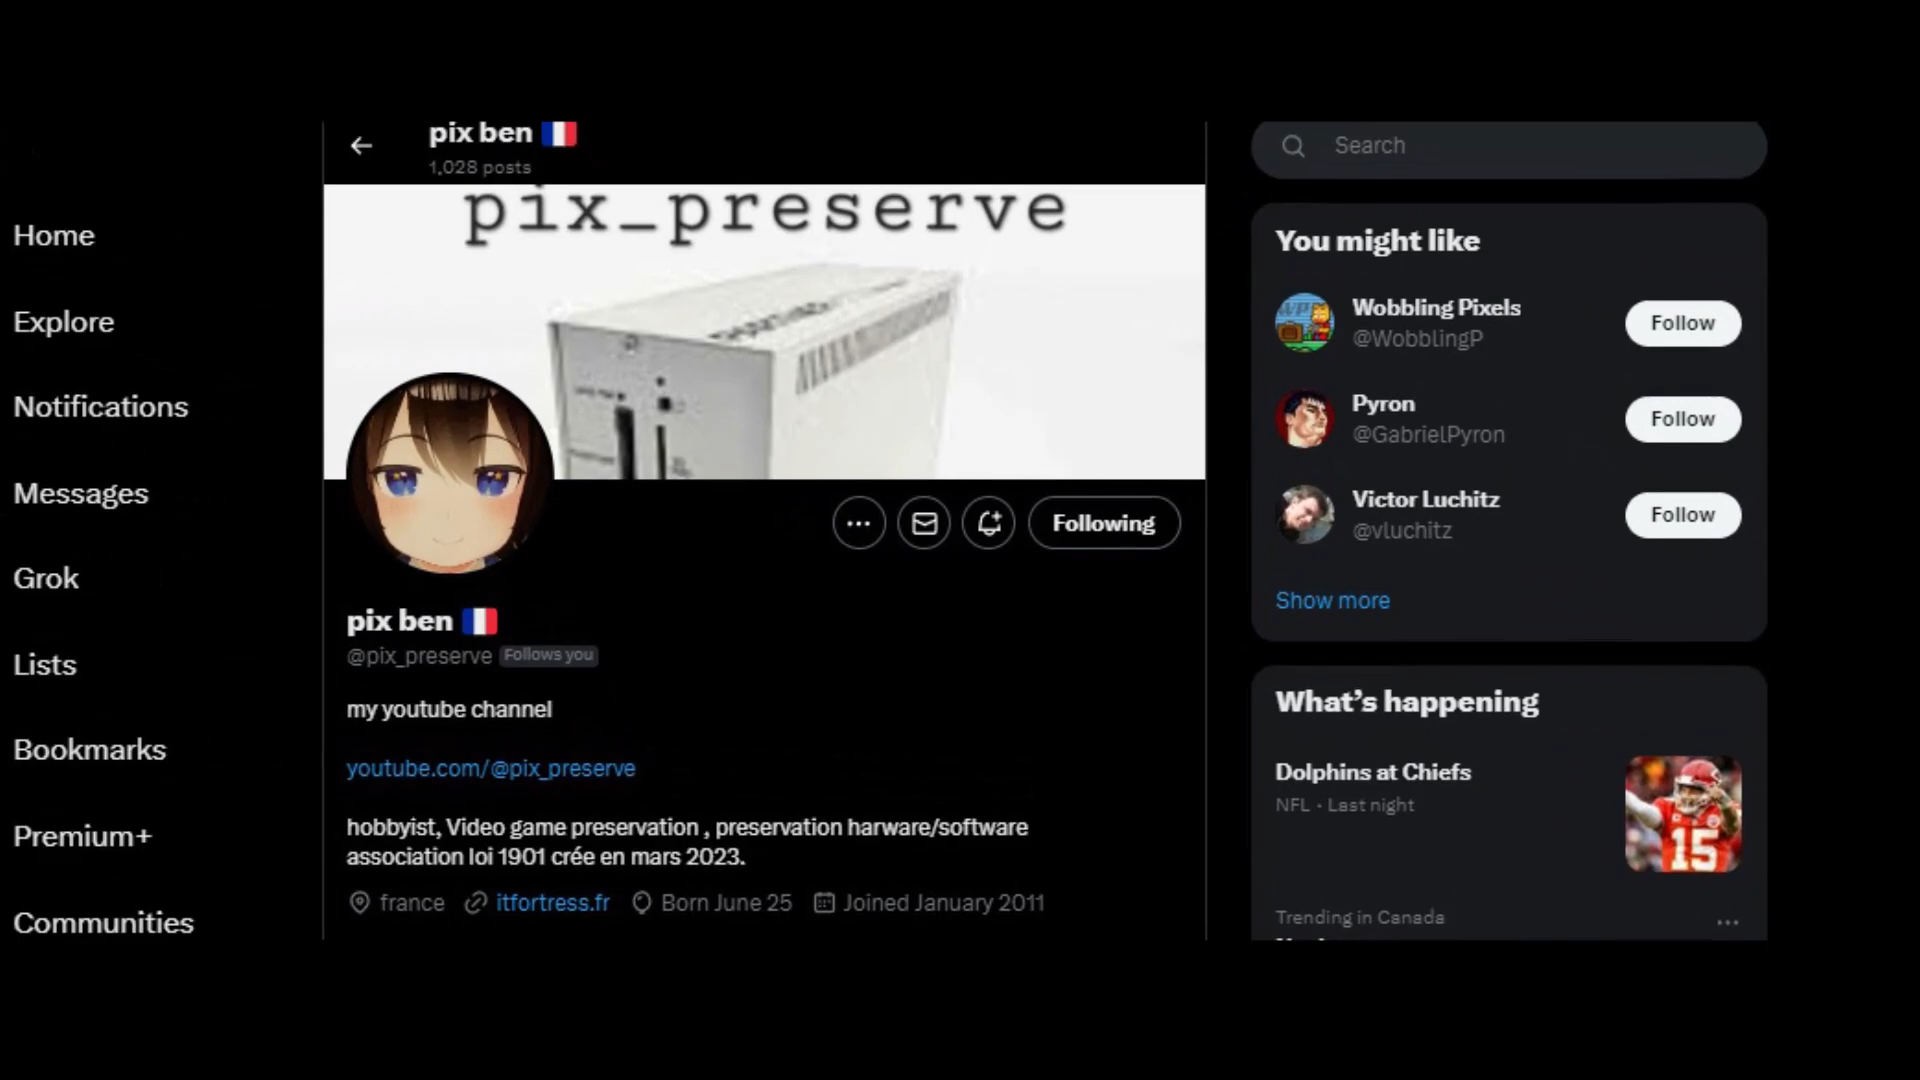 pix ben
1,028 posts
pix_preserve
Home
Explore
Notifications
Messages
Grok
Lists
Bookmarks
Premium+
Communities
Following
pix ben
@pix_preserve Follows you
my youtube channel
youtube.com/@pix_preserve
hobbyist, Video game preservation , preservation harware/software
association loi 1901 crée en mars 2023.
france itfortress.fr Born June 25 Joined January 2011
Search
You might like
Wobbling Pixels
@WobblingP
Follow
Pyron
@GabrielPyron
Follow
Victor Luchitz
@vluchitz
Follow
Show more
What’s happening
Dolphins at Chiefs
NFL · Last night
15
Trending in Canada